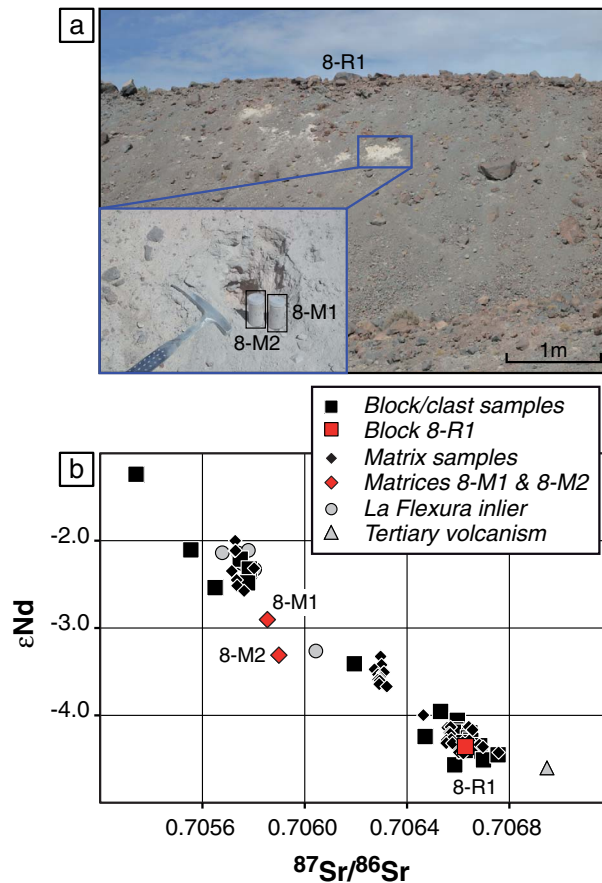 a
8-R1
8-M1
8-M2
1m
Block/clast samples
Block 8-R1
Matrix samples
Matrices 8-M1 & 8-M2
La Flexura inlier
Tertiary volcanism
b
-2.0
-3.0
-4.0
εNd
8-M1
8-M2
8-R1
0.7056
0.7060
0.7064
0.7068
⁸⁷Sr/⁸⁶Sr